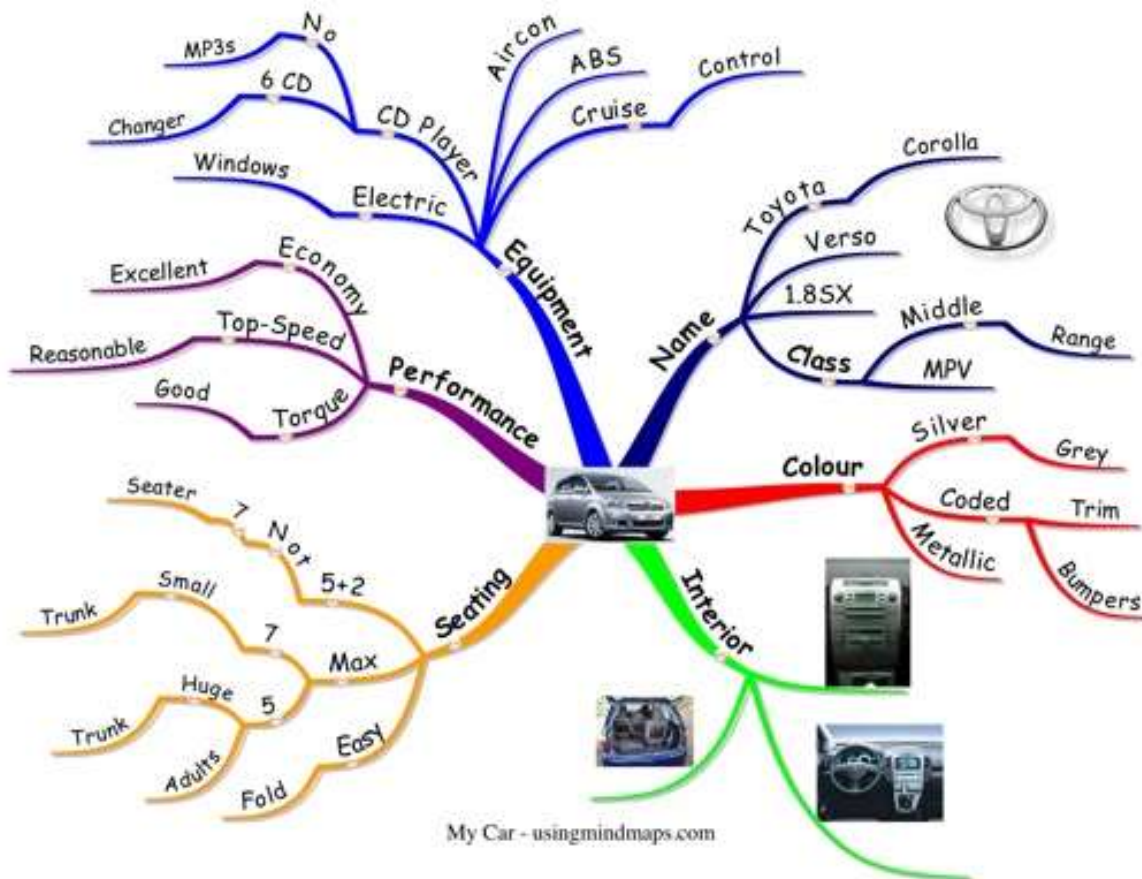 No
MP3s
6 CD
Changer
CD Player
Windows
Electric
Aircon
ABS
Cruise
Control
Equipment
Name
Toyota
Corolla
Verso
1.8SX
Class
Middle
Range
MPV
Colour
Silver
Grey
Coded
Trim
Bumpers
Metallic
Interior
Seating
5+2
Not
7
Seater
Max
7
Small
Trunk
5
Huge
Trunk
Adults
Easy
Fold
Performance
Economy
Excellent
Top-Speed
Reasonable
Torque
Good
My Car - usingmindmaps.com